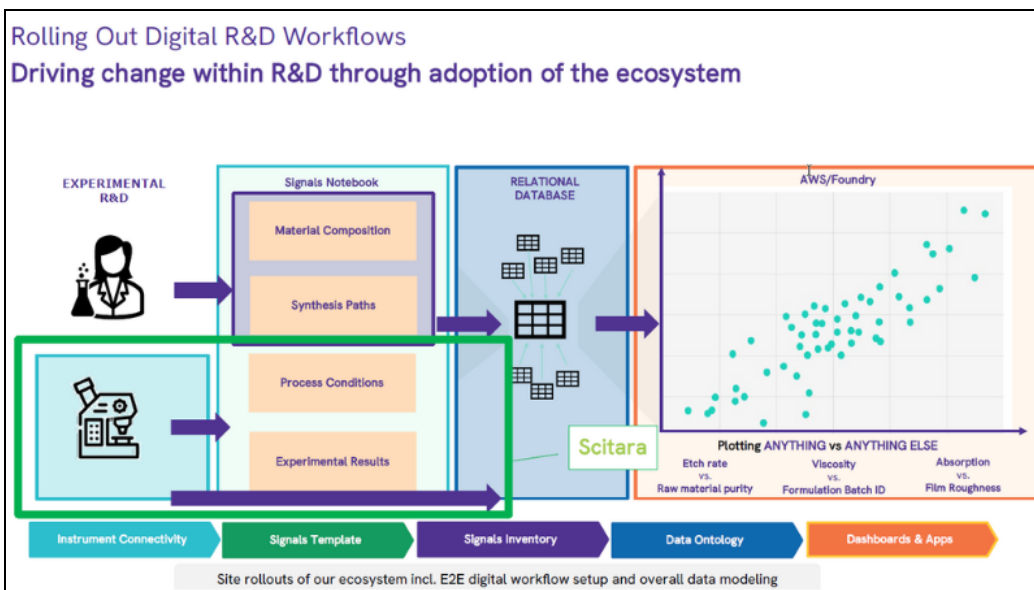 Rolling Out Digital R&D Workflows
Driving change within R&D through adoption of the ecosystem
EXPERIMENTAL
R&D
Signals Notebook
Material Composition
Synthesis Paths
Process Conditions
Experimental Results
RELATIONAL
DATABASE
Scitara
AWS/Foundry
Plotting ANYTHING vs ANYTHING ELSE
Etch rate
vs.
Raw material purity
Viscosity
vs.
Formulation Batch ID
Absorption
vs.
Film Roughness
Instrument Connectivity
Signals Template
Signals Inventory
Data Ontology
Dashboards & Apps
Site rollouts of our ecosystem incl. E2E digital workflow setup and overall data modeling